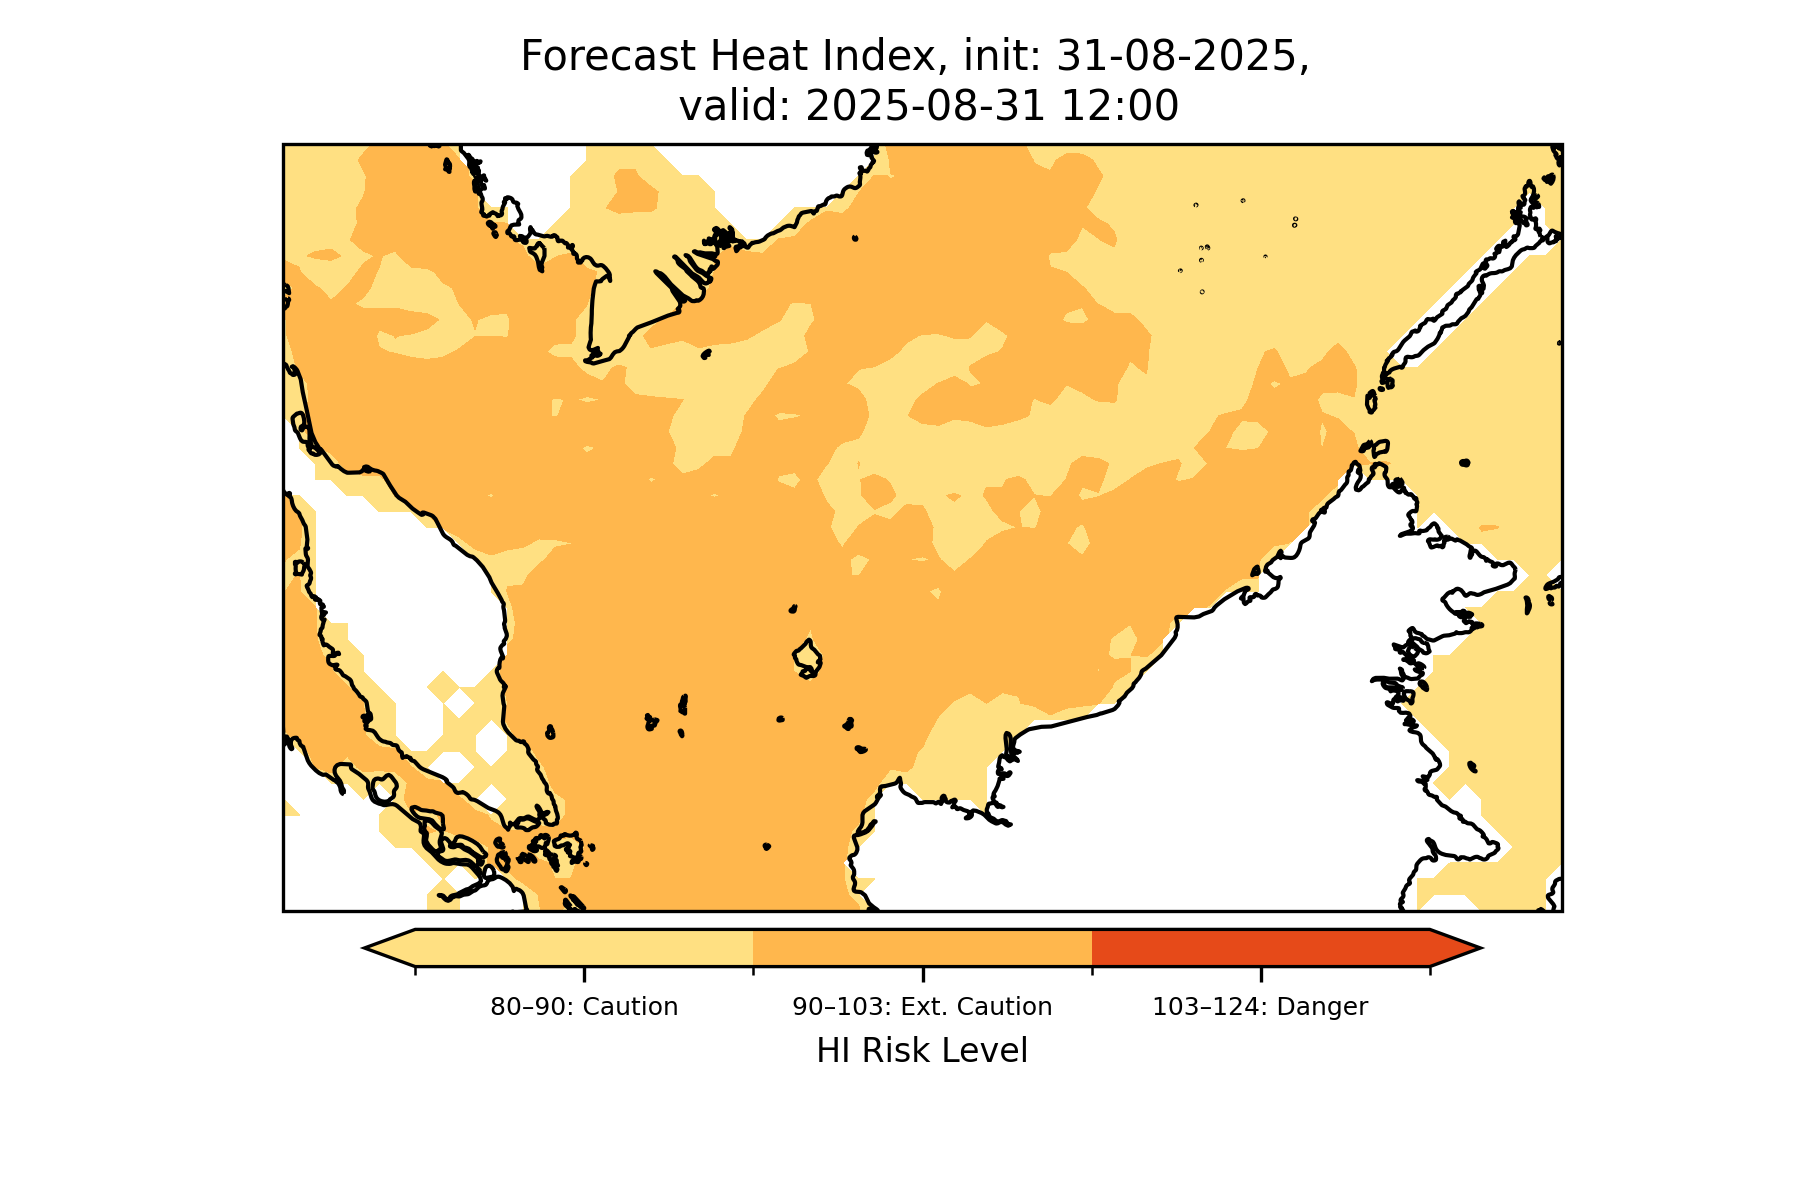 Forecast Heat Index, init: 31-08-2025,
valid: 2025-08-31 12:00
80–90: Caution
90–103: Ext. Caution
103–124: Danger
HI Risk Level